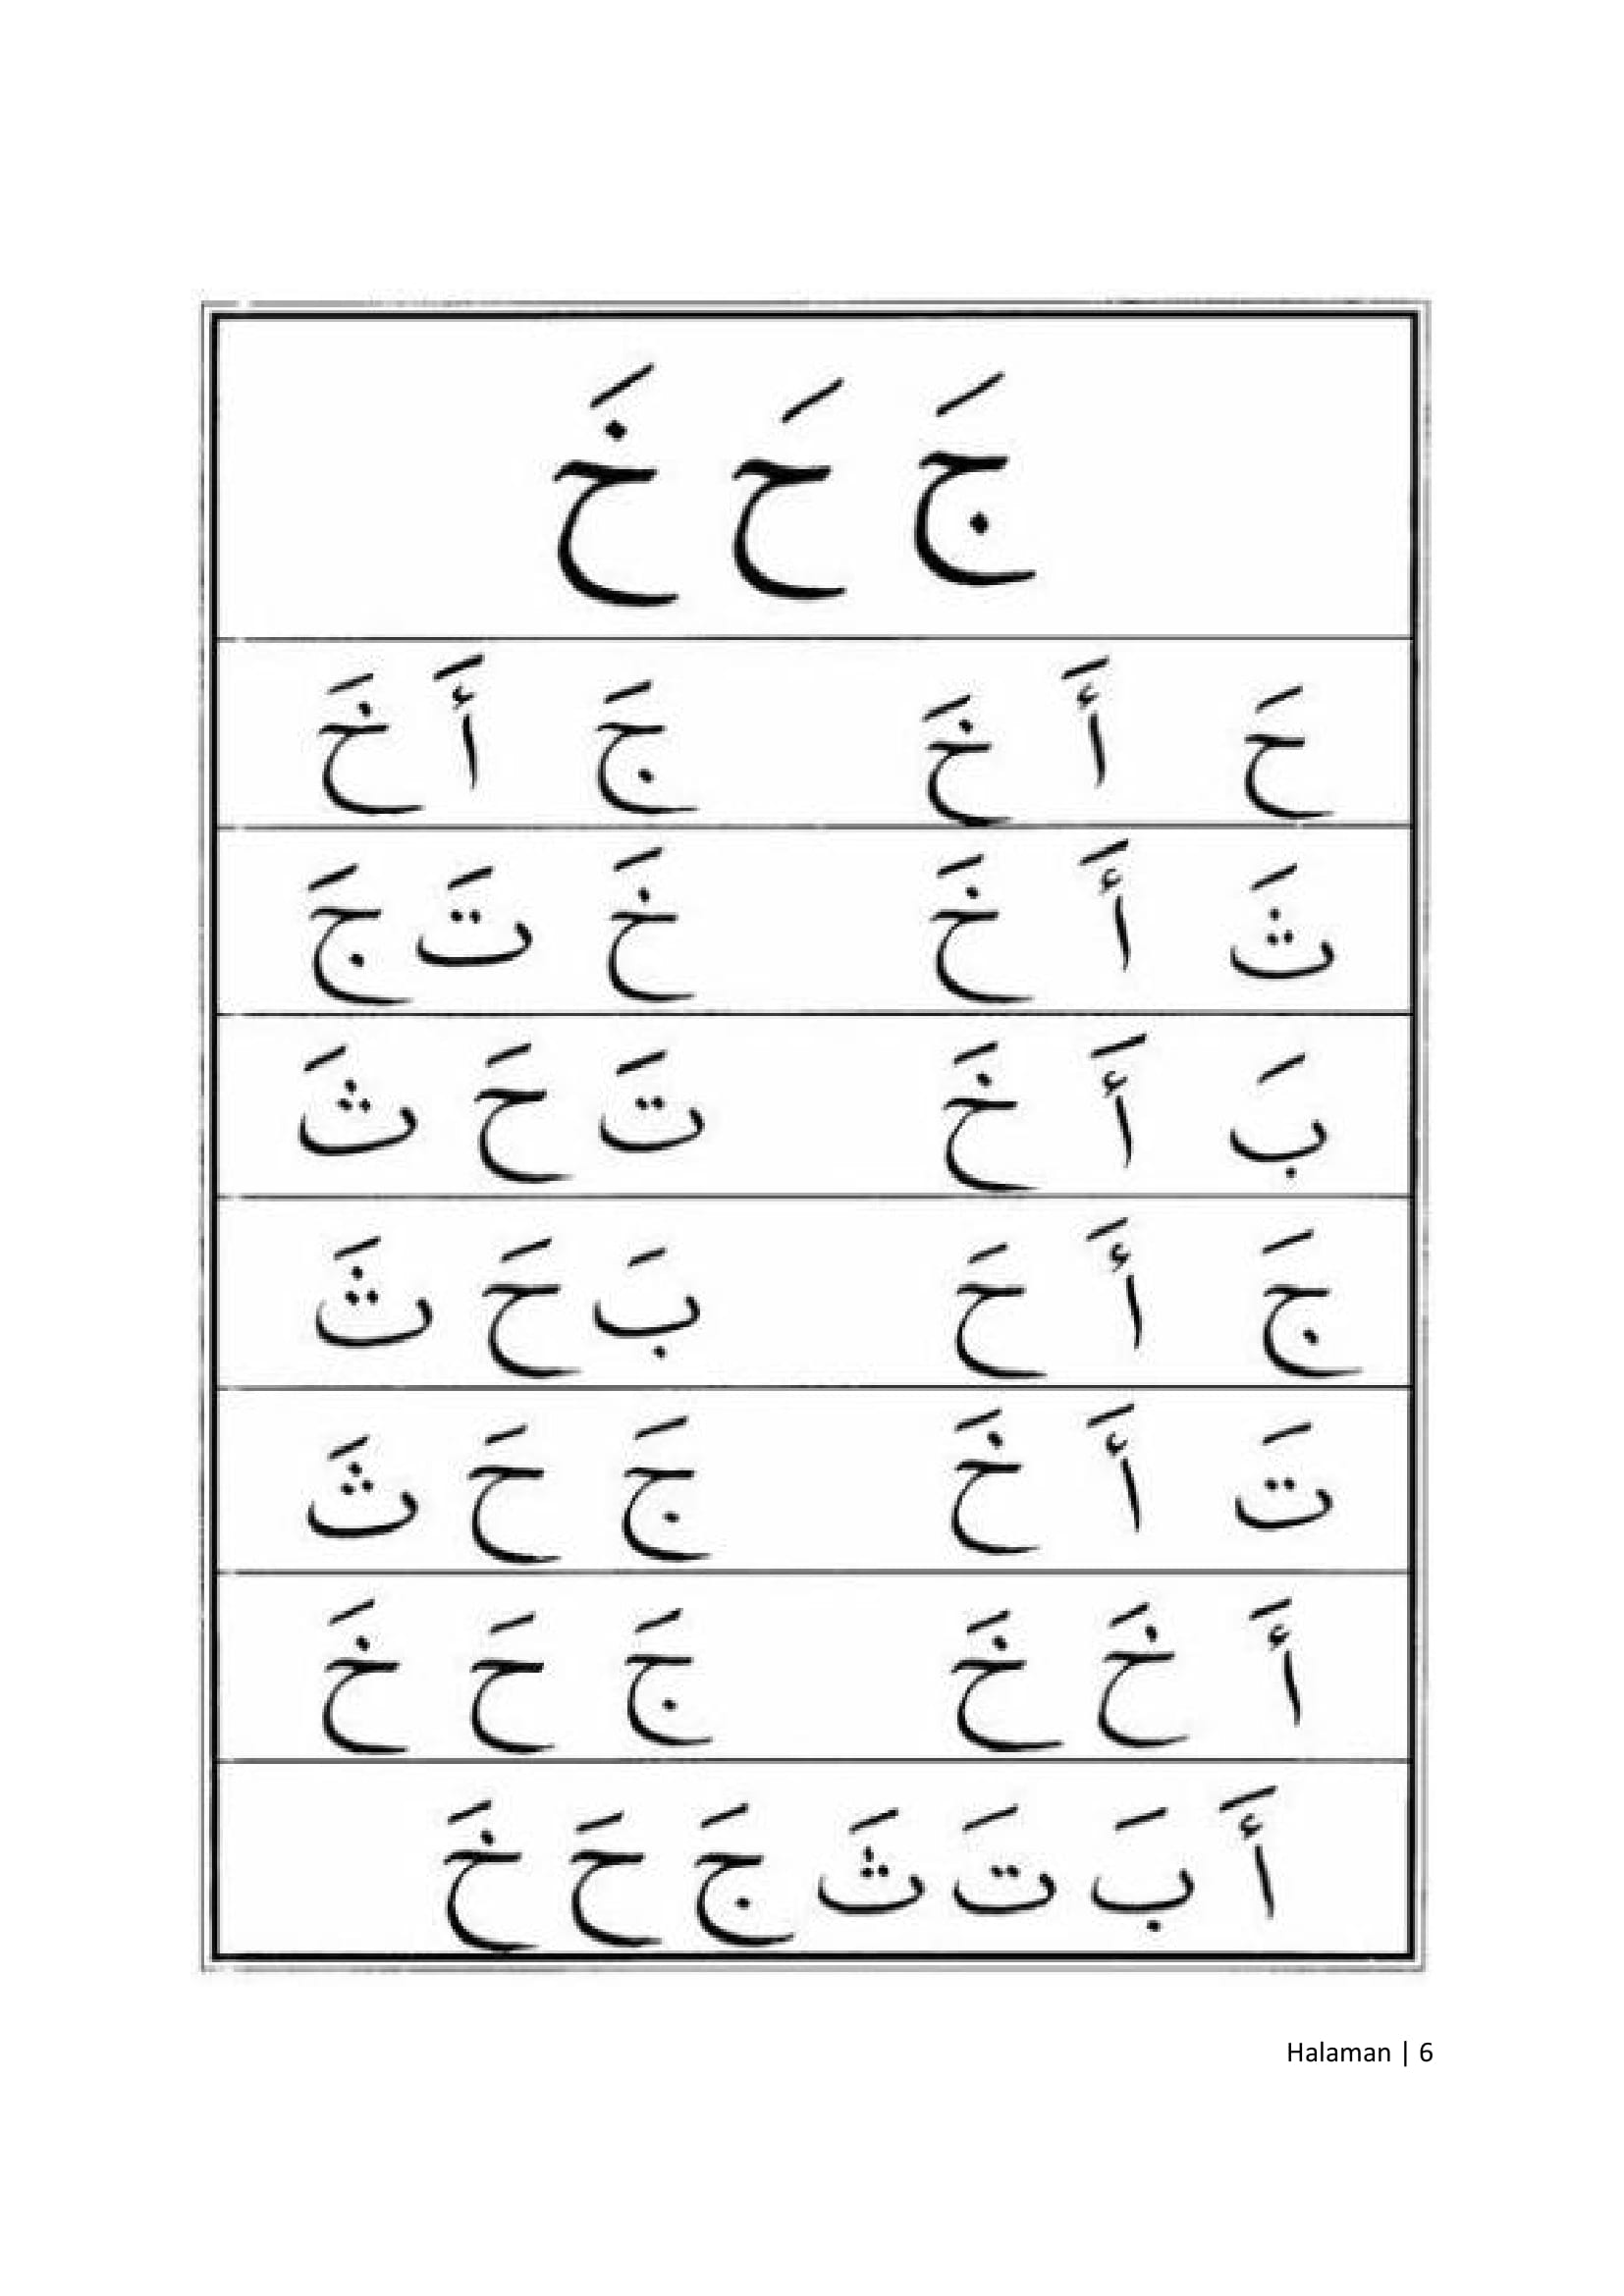 جَ حَ خَ
حَ أَ خَ جَ أَ خَ
ثَ أَ خَ خَ تَ جَ
بَ أَ خَ تَ حَ ثَ
جَ أَ حَ بَ حَ ثَ
تَ أَ خَ جَ حَ ثَ
أَ خَ خَ جَ حَ خَ
أَ بَ تَ ثَ جَ حَ خَ
Halaman | 6